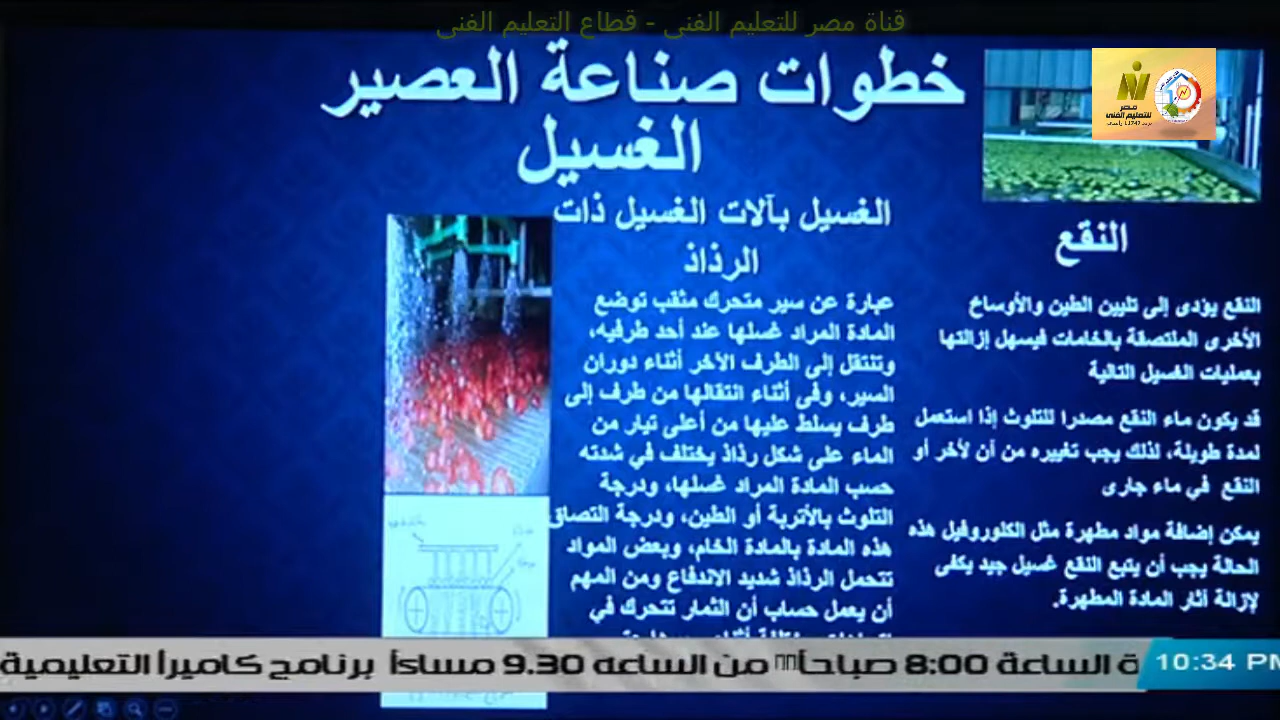 قناة مصر للتعليم الفنى - قطاع التعليم الفنى
خطوات صناعة العصير
الغسيل
مصر
للتعليم الفنى
النقع
النقع يؤدى إلى تليين الطين والأوساخ
الأخرى الملتصقة بالخامات فيسهل إزالتها
بعمليات الغسيل التالية
قد يكون ماء النقع مصدرا للتلوث إذا استعمل
لمدة طويلة، لذلك يجب تغييره من أن لأخر أو
النقع في ماء جارى
يمكن إضافة مواد مطهرة مثل الكلوروفيل هذه
الحالة يجب أن يتبع النقع غسيل جيد يكفى
لإزالة أثار المادة المطهرة.
الغسيل بآلات الغسيل ذات
الرذاذ
عبارة عن سير متحرك مثقب توضع
المادة المراد غسلها عند أحد طرفيه،
وتنتقل إلى الطرف الآخر أثناء دوران
السير، وفى أثناء انتقالها من طرف إلى
طرف يسلط عليها من أعلى تيار من
الماء على شكل رذاذ يختلف في شدته
حسب المادة المراد غسلها، ودرجة
التلوث بالأتربة أو الطين، ودرجة التصاق
هذه المادة بالمادة الخام، وبعض المواد
تتحمل الرذاذ شديد الاندفاع ومن المهم
أن يعمل حساب أن الثمار تتحرك في
10:34 PM
ة الساعة 8:00 صباحاً من الساعه 9.30 مساءاً برنامج كاميرا التعليمية